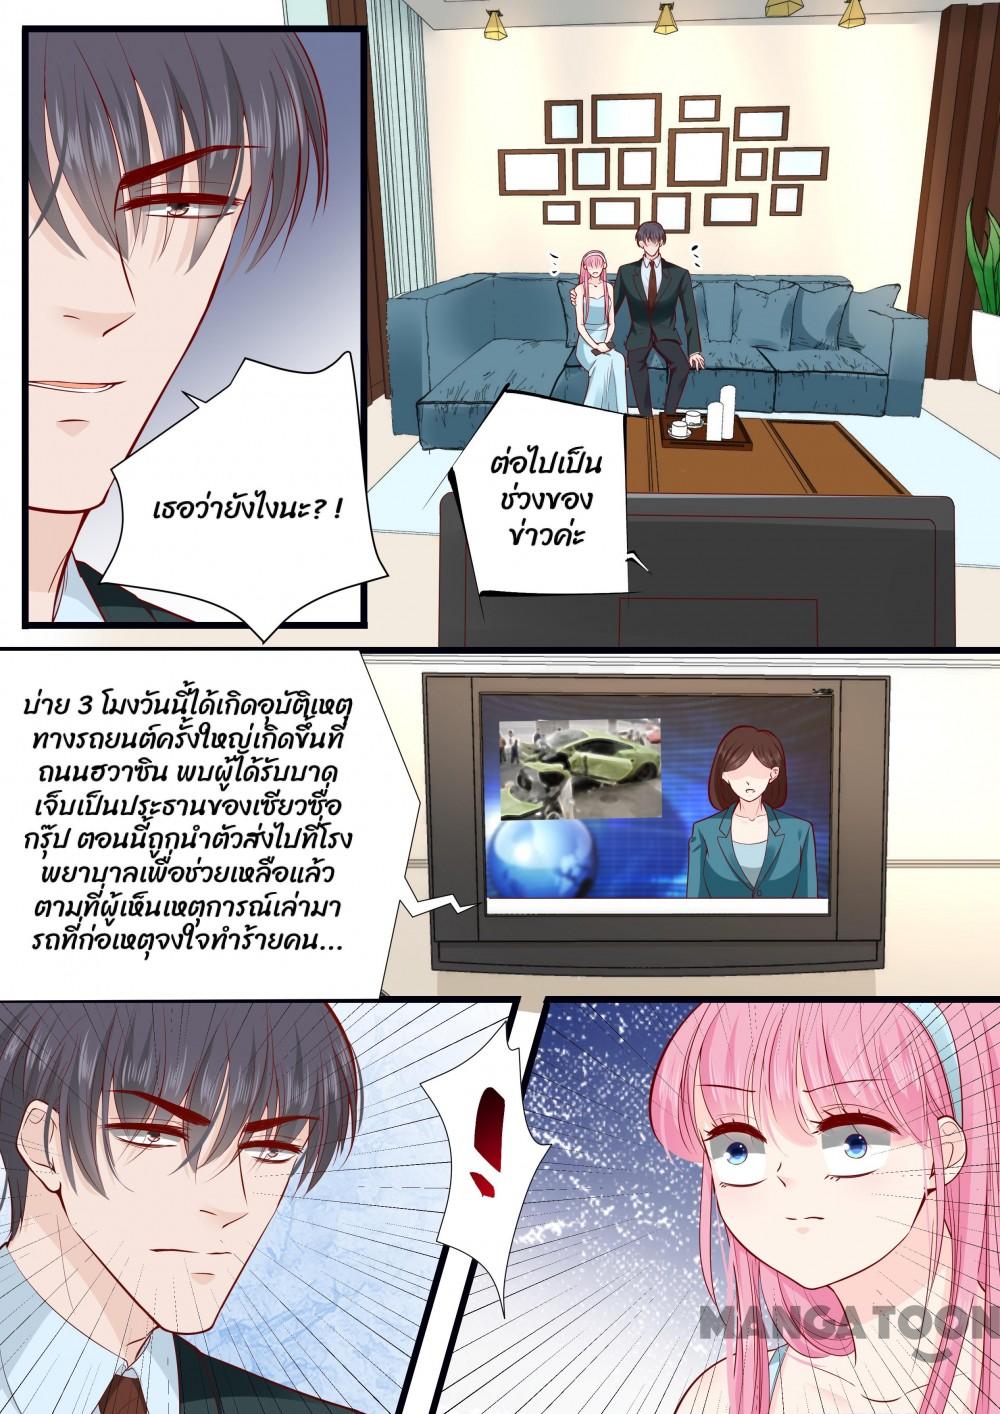 เธอว่ายังไงนะ? !
ต่อไปเป็น
ช่วงของ
ข่าวค่ะ
บ่าย 3 โมงวันนี้ได้เกิดอุบัติเหตุ
ทางรถยนต์ครั้งใหญ่เกิดขึ้นที่
ถนนฮวาซิน พบผู้ได้รับบาด
เจ็บเป็นประธานของเซียวซื่อ
กรุ๊ป ตอนนี้ถูกนำตัวส่งไปที่โรง
พยาบาลเพื่อช่วยเหลือแล้ว
ตามที่ผู้เห็นเหตุการณ์เล่ามา
รถที่ก่อเหตุจงใจทำร้ายคน...
!
MANGATOON